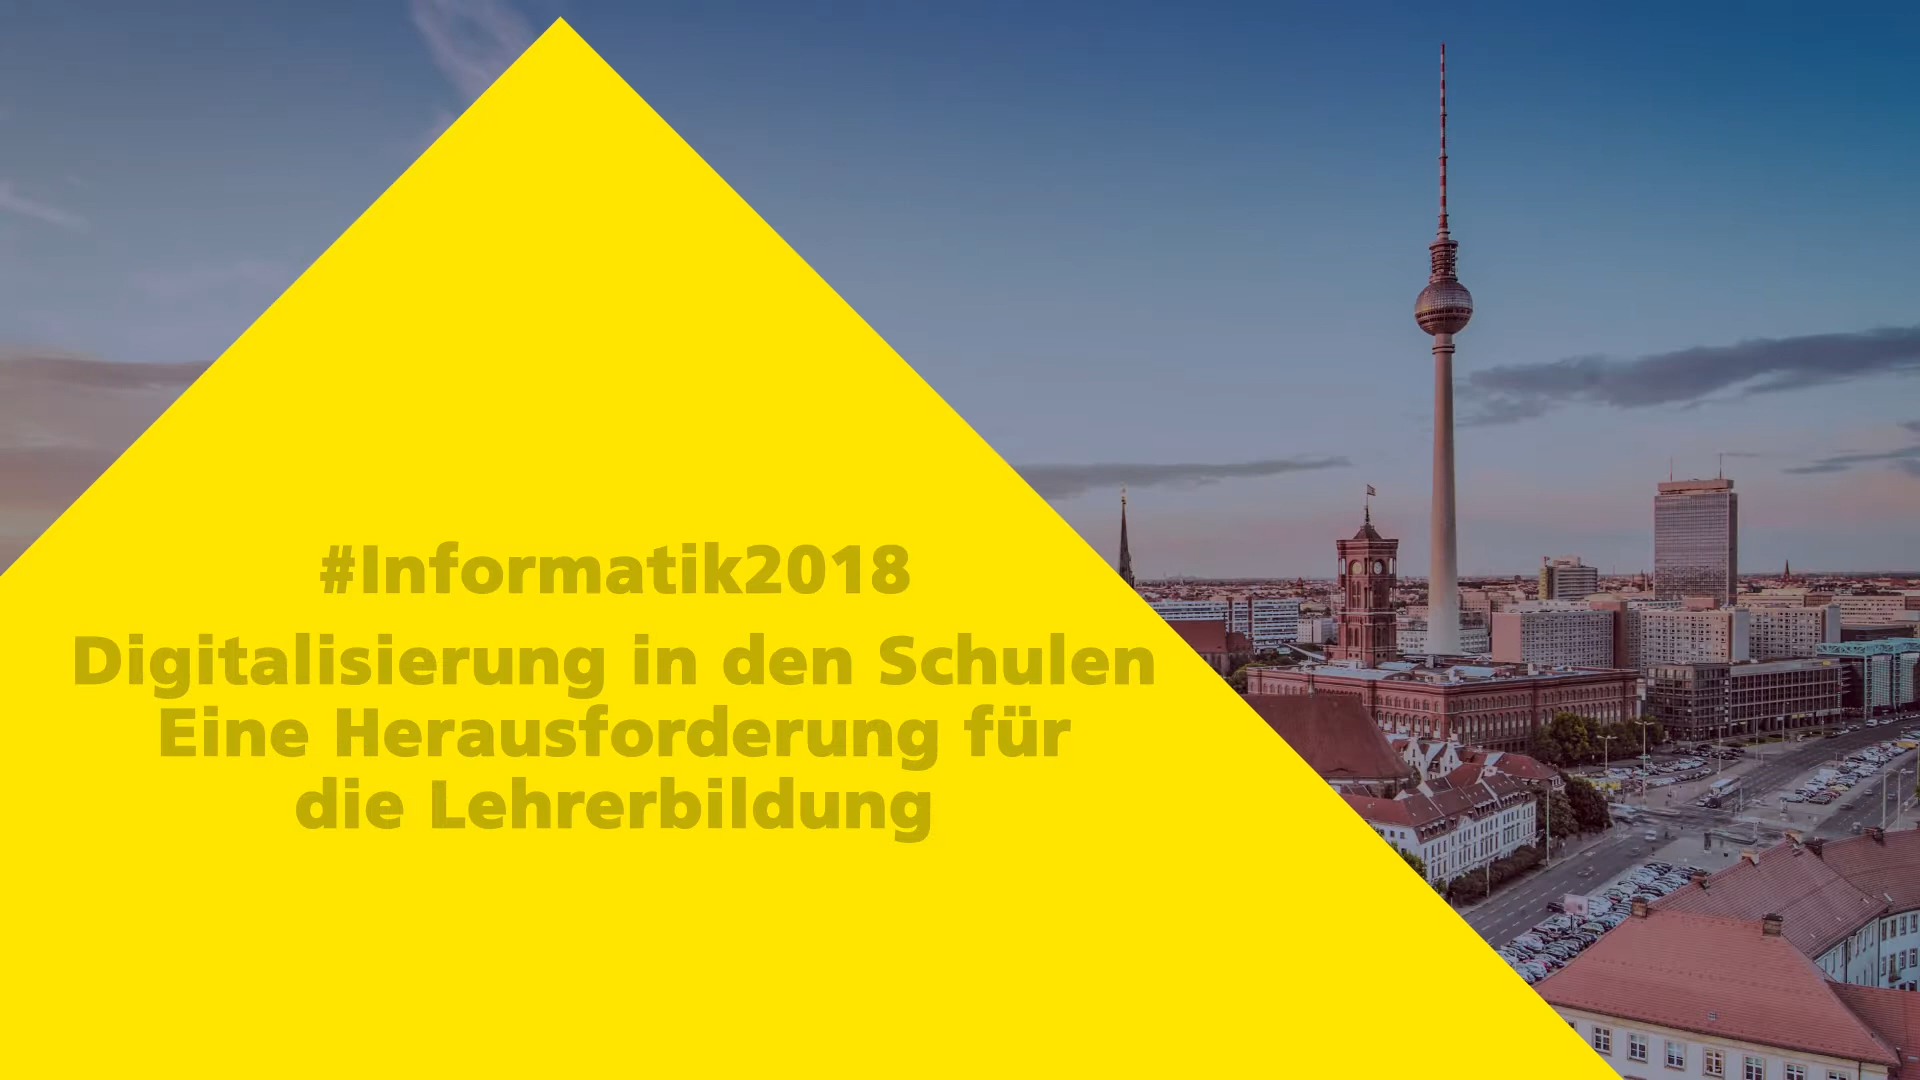 #Informatik2018
Digitalisierung in den Schulen
Eine Herausforderung für
die Lehrerbildung